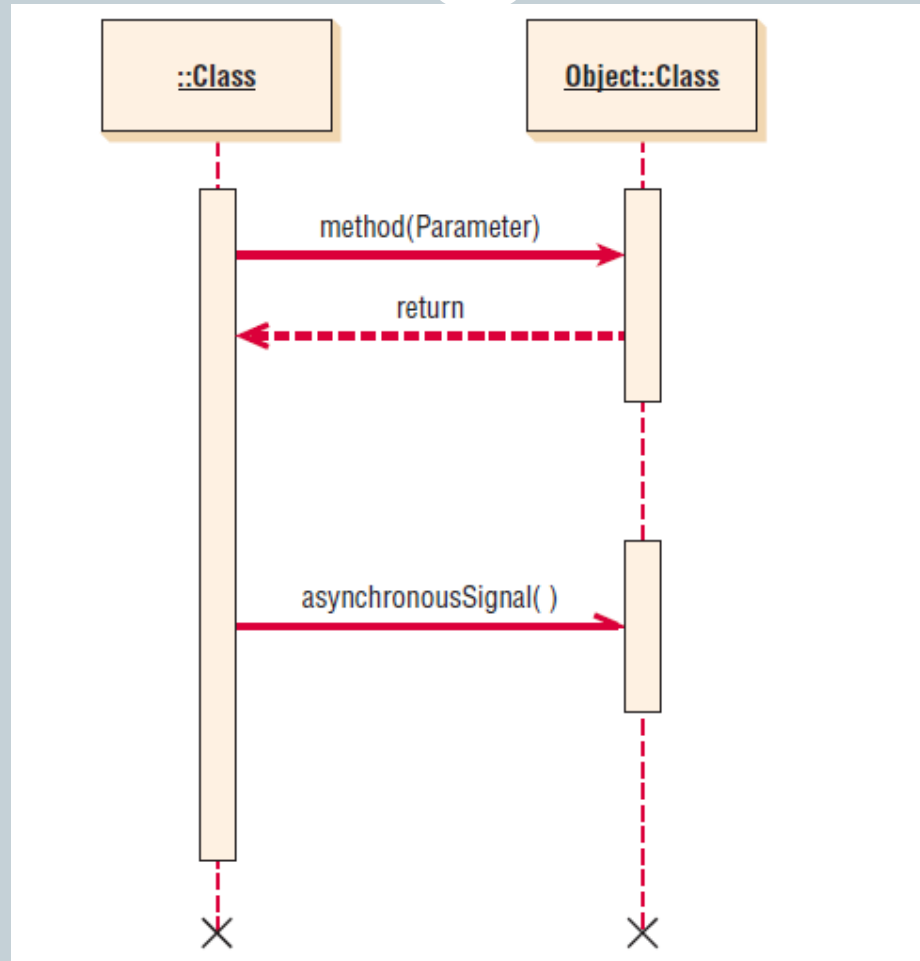 ::Class
Object::Class
method(Parameter)
return
asynchronousSignal( )